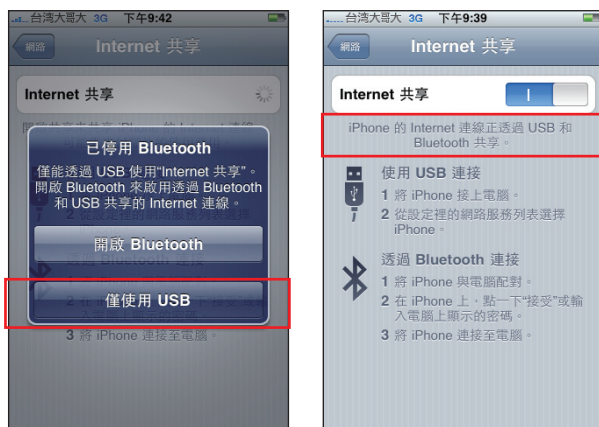 台湾大哥大 3G 下午9:42
網路
Internet 共享
Internet 共享
已停用 Bluetooth
僅能透過 USB 使用“Internet 共享”。
開啟 Bluetooth 來啟用透過 Bluetooth
和 USB 共享的 Internet 連線。
開啟 Bluetooth
僅使用 USB
3 將 iPhone 連接至電腦。
台湾大哥大 3G 下午9:39
網路
Internet 共享
Internet 共享
iPhone 的 Internet 連線正透過 USB 和
Bluetooth 共享。
使用 USB 連接
1 將 iPhone 接上電腦。
2 從設定裡的網路服務列表選擇
iPhone。
透過 Bluetooth 連接
1 將 iPhone 與電腦配對。
2 在 iPhone 上，點一下“接受”或輸
入電腦上顯示的密碼。
3 將 iPhone 連接至電腦。